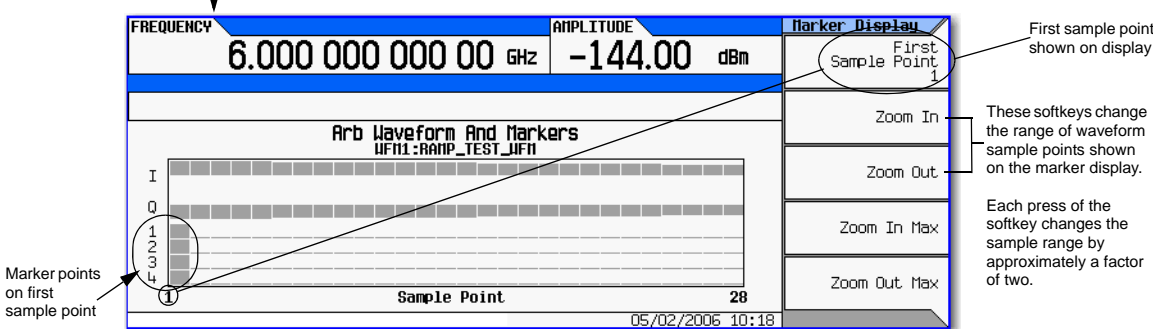 FREQUENCY
6.000 000 000 00 GHz
AMPLITUDE
-144.00 dBm
Arb Waveform And Markers
WFM1:RAMP_TEST_WFM
I
Q
1
2
3
4
1
Sample Point
28
05/02/2006 10:18
Marker Display
First
Sample Point
1
Zoom In
Zoom Out
Zoom In Max
Zoom Out Max
First sample point
shown on display
These softkeys change
the range of waveform
sample points shown
on the marker display.
Each press of the
softkey changes the
sample range by
approximately a factor
of two.
Marker points
on first
sample point